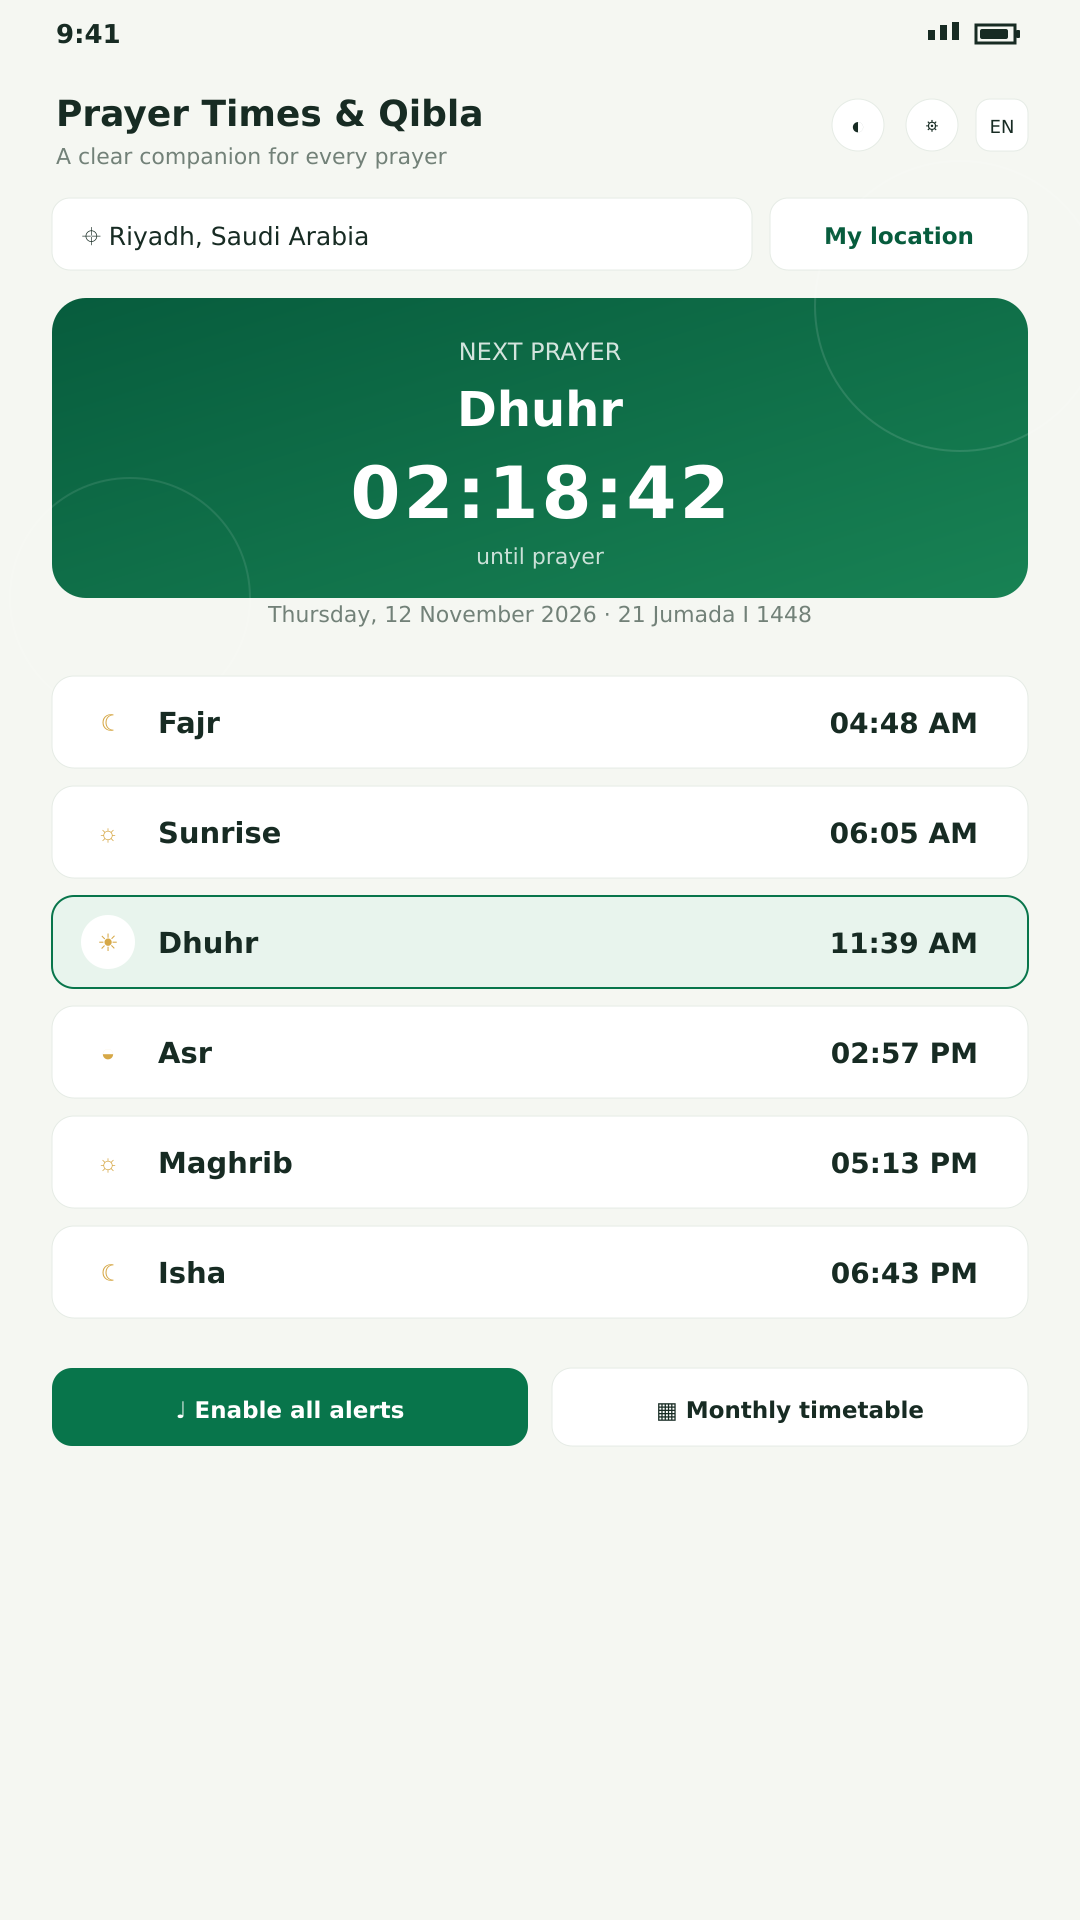 9:41
Prayer Times & Qibla
A clear companion for every prayer
EN
Riyadh, Saudi Arabia
My location
NEXT PRAYER
Dhuhr
02:18:42
until prayer
Thursday, 12 November 2026 · 21 Jumada I 1448
Fajr 04:48 AM
Sunrise 06:05 AM
Dhuhr 11:39 AM
Asr 02:57 PM
Maghrib 05:13 PM
Isha 06:43 PM
Enable all alerts
Monthly timetable